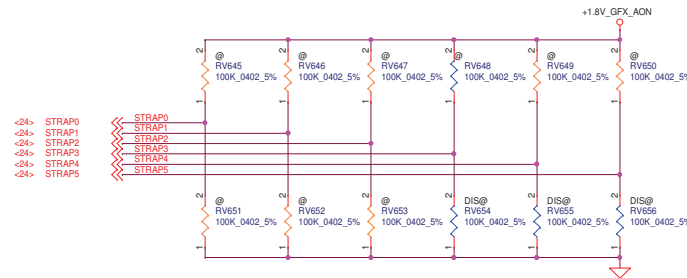 +1.8V_GFX_AON
2 @ 2 @ 2 @ 2 @ 2 @ 2 @
RV645 RV646 RV647 RV648 RV649 RV650
100K_0402_5% 100K_0402_5% 100K_0402_5% 100K_0402_5% 100K_0402_5% 100K_0402_5%
1 1 1 1 1 1
<24> STRAP0 STRAP0
<24> STRAP1 STRAP1
<24> STRAP2 STRAP2
<24> STRAP3 STRAP3
<24> STRAP4 STRAP4
<24> STRAP5 STRAP5
2 @ 2 @ 2 @ 2 DIS@ 2 DIS@ 2 DIS@
RV651 RV652 RV653 RV654 RV655 RV656
100K_0402_5% 100K_0402_5% 100K_0402_5% 100K_0402_5% 100K_0402_5% 100K_0402_5%
1 1 1 1 1 1